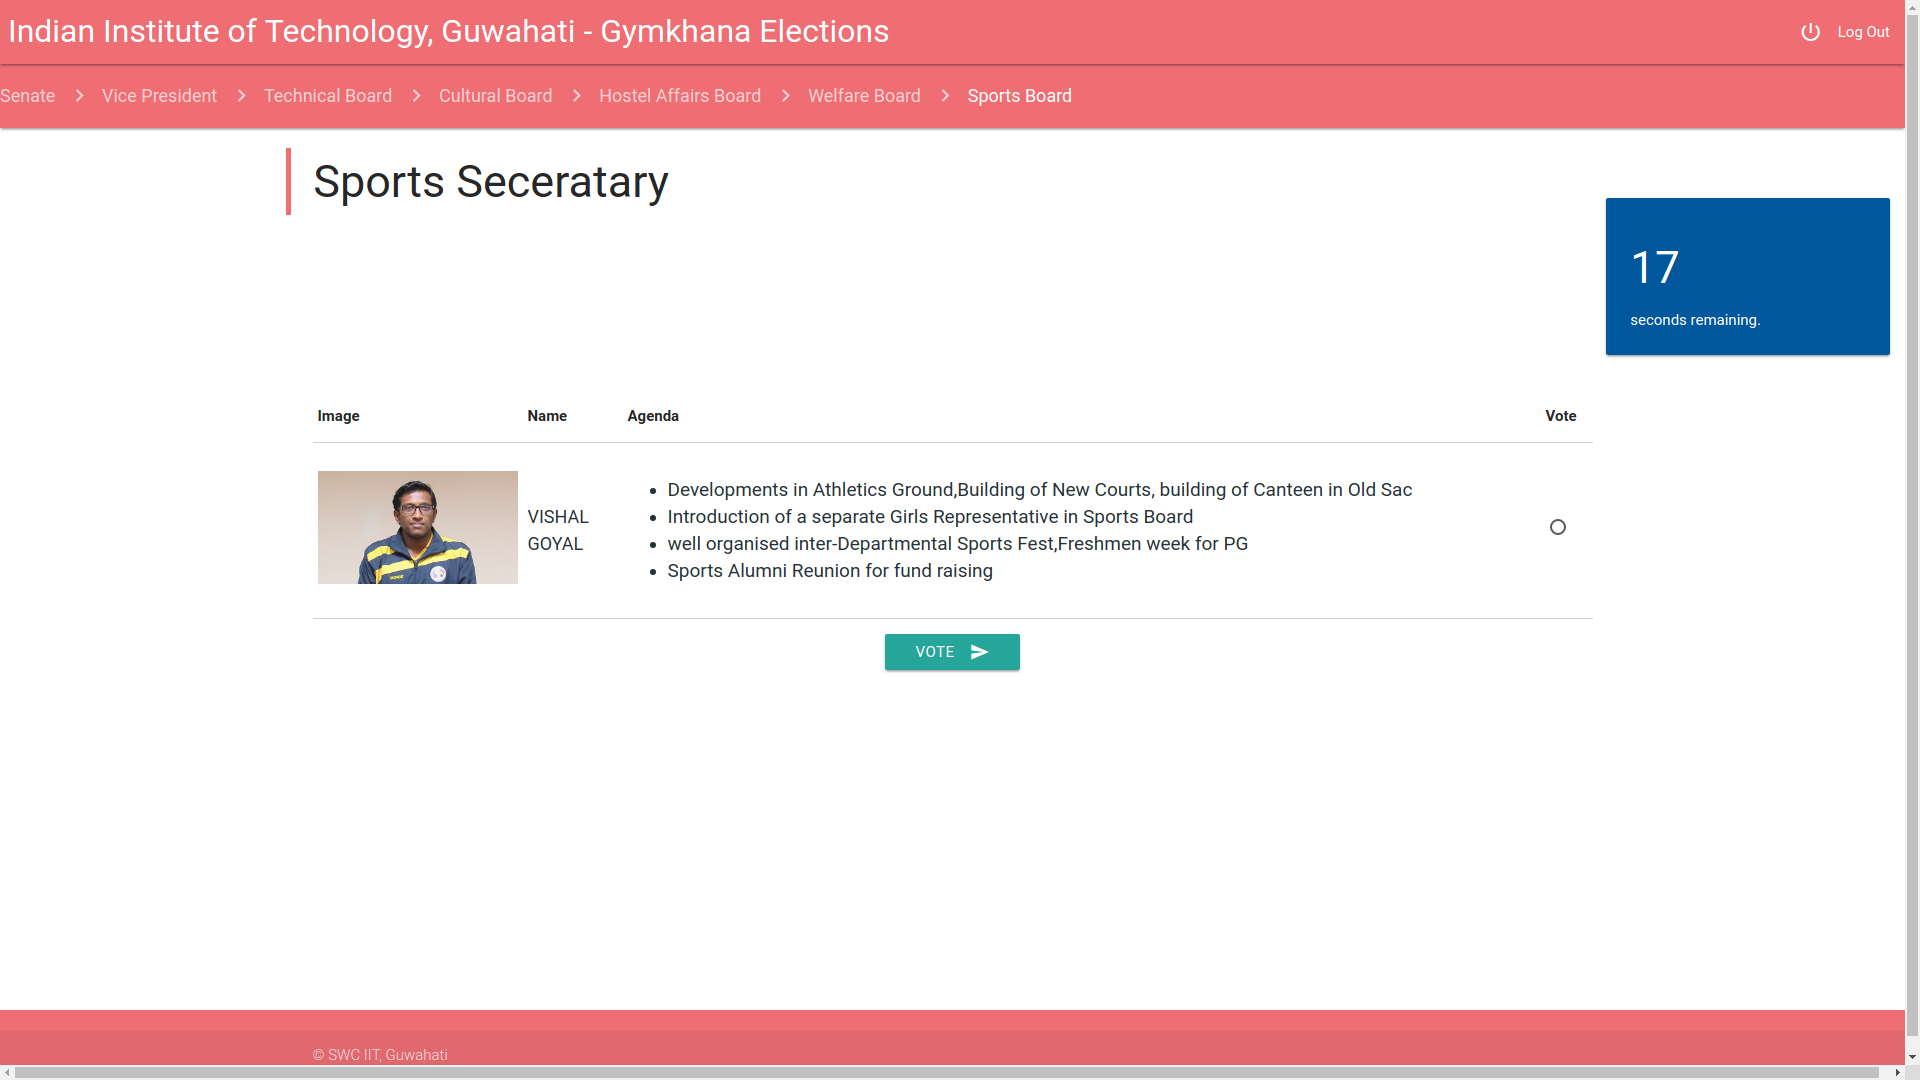 Indian Institute of Technology, Guwahati - Gymkhana Elections
Log Out
Senate > Vice President > Technical Board > Cultural Board > Hostel Affairs Board > Welfare Board > Sports Board
Sports Seceratary
17
seconds remaining.
Image Name Agenda Vote
VISHAL
GOYAL
• Developments in Athletics Ground,Building of New Courts, building of Canteen in Old Sac
• Introduction of a separate Girls Representative in Sports Board
• well organised inter-Departmental Sports Fest,Freshmen week for PG
• Sports Alumni Reunion for fund raising
VOTE
© SWC IIT, Guwahati